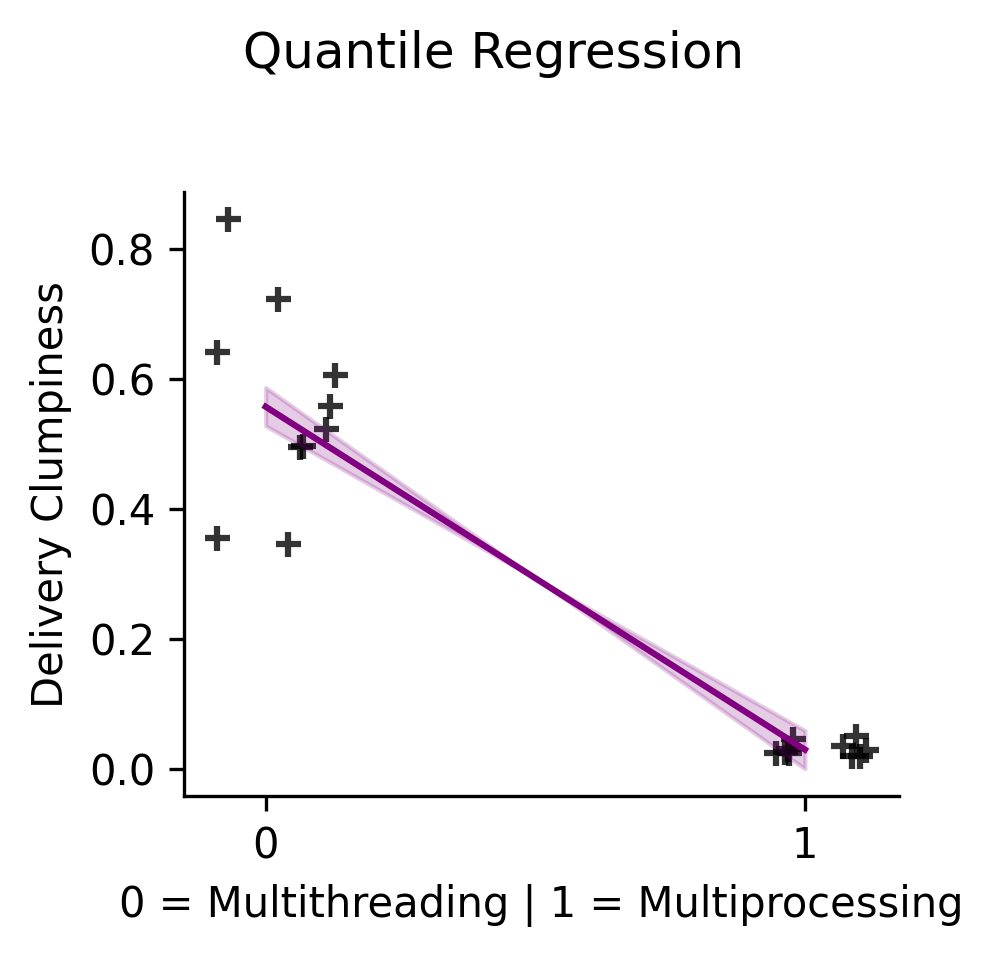 Quantile Regression
Delivery Clumpiness
0.8
0.6
0.4
0.2
0.0
0 1
0 = Multithreading | 1 = Multiprocessing